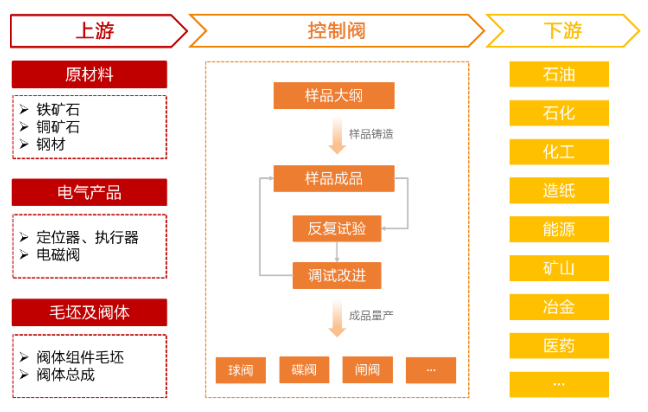 上游
控制阀
下游
原材料
铁矿石
铜矿石
钢材
电气产品
定位器、执行器
电磁阀
毛坯及阀体
阀体组件毛坯
阀体总成
样品大纲
样品铸造
样品成品
反复试验
调试改进
成品量产
球阀
碟阀
闸阀
...
石油
石化
化工
造纸
能源
矿山
冶金
医药
...